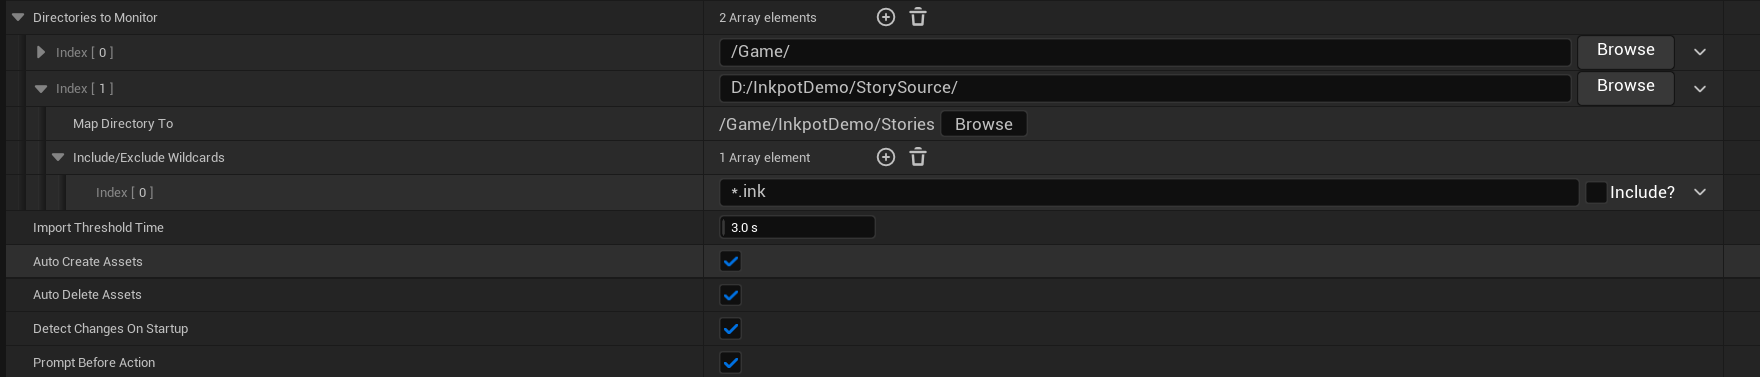 Directories to Monitor 2 Array elements
Index [ 0 ] /Game/ Browse
Index [ 1 ] D:/InkpotDemo/StorySource/ Browse
Map Directory To /Game/InkpotDemo/Stories Browse
Include/Exclude Wildcards 1 Array element
Index [ 0 ] *.ink Include?
Import Threshold Time 3.0 s
Auto Create Assets
Auto Delete Assets
Detect Changes On Startup
Prompt Before Action